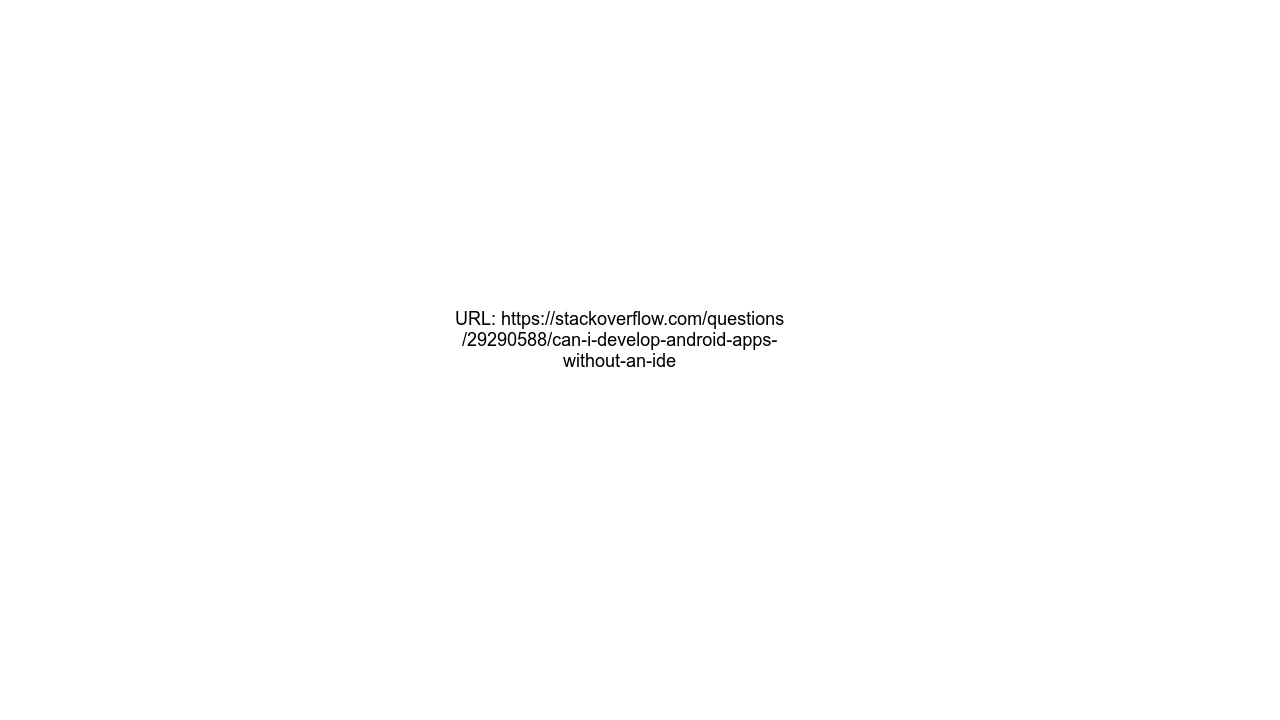 URL: https://stackoverflow.com/questions
/29290588/can-i-develop-android-apps-
without-an-ide